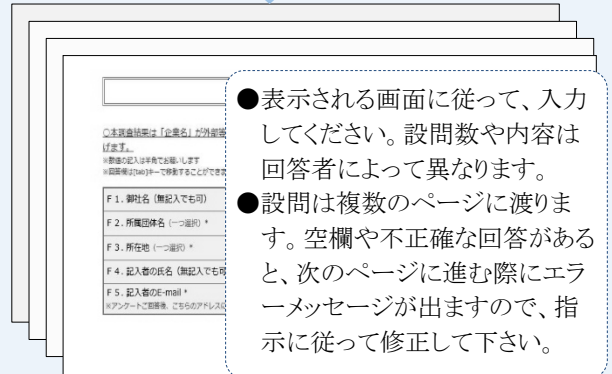 ○本調査結果は「企業名」が外部等
げます。
※数値の記入は半角でお願いします
※回答欄は[tab]キーで移動することができま
F１．御社名（無記入でも可）
F２．所属団体名（一つ選択）*
F３．所在地（一つ選択）*
F４．記入者の氏名（無記入でも可
F５．記入者のE-mail *
※アンケートご回答後、こちらのアドレスに
●表示される画面に従って、入力
してください。設問数や内容は
回答者によって異なります。
●設問は複数のページに渡りま
す。空欄や不正確な回答がある
と、次のページに進む際にエラ
ーメッセージが出ますので、指
示に従って修正して下さい。